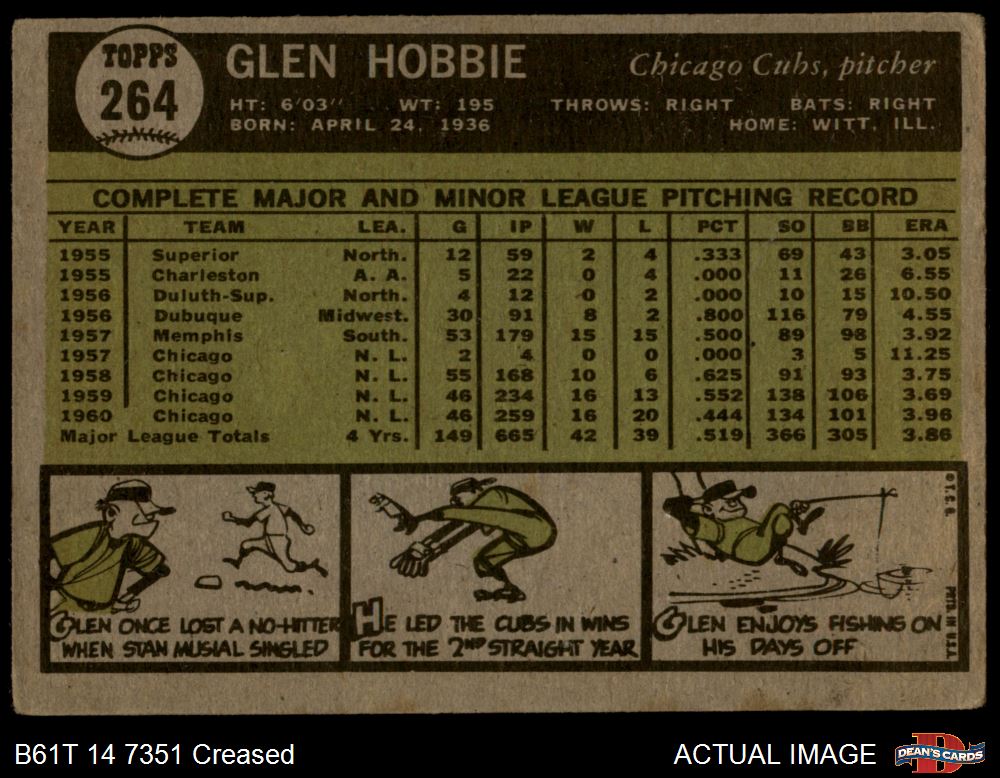 TOPPS
264
GLEN HOBBIE
Chicago Cubs, pitcher
HT: 6'03" WT: 195 THROWS: RIGHT BATS: RIGHT
BORN: APRIL 24, 1936 HOME: WITT, ILL.
COMPLETE MAJOR AND MINOR LEAGUE PITCHING RECORD
YEAR TEAM LEA. G IP W L PCT SO BB ERA
1955 Superior North. 12 59 2 4 .333 69 43 3.05
1955 Charleston A. A. 5 22 0 4 .000 11 26 6.55
1956 Duluth-Sup. North. 4 12 0 2 .000 10 15 10.50
1956 Dubuque Midwest. 30 91 8 2 .800 116 79 4.55
1957 Memphis South. 53 179 15 15 .500 89 98 3.92
1957 Chicago N. L. 2 4 0 0 .000 3 5 11.25
1958 Chicago N. L. 55 168 10 6 .625 91 93 3.75
1959 Chicago N. L. 46 234 16 13 .552 138 106 3.69
1960 Chicago N. L. 46 259 16 20 .444 134 101 3.96
Major League Totals 4 Yrs. 149 665 42 39 .519 366 305 3.86
GLEN ONCE LOST A NO-HITTER
WHEN STAN MUSIAL SINGLED
HE LED THE CUBS IN WINS
FOR THE 2ND STRAIGHT YEAR
GLEN ENJOYS FISHING ON
HIS DAYS OFF
© T. C. G.
PRTD. IN U.S.A.
B61T 14 7351 Creased
ACTUAL IMAGE
DEAN'S CARDS